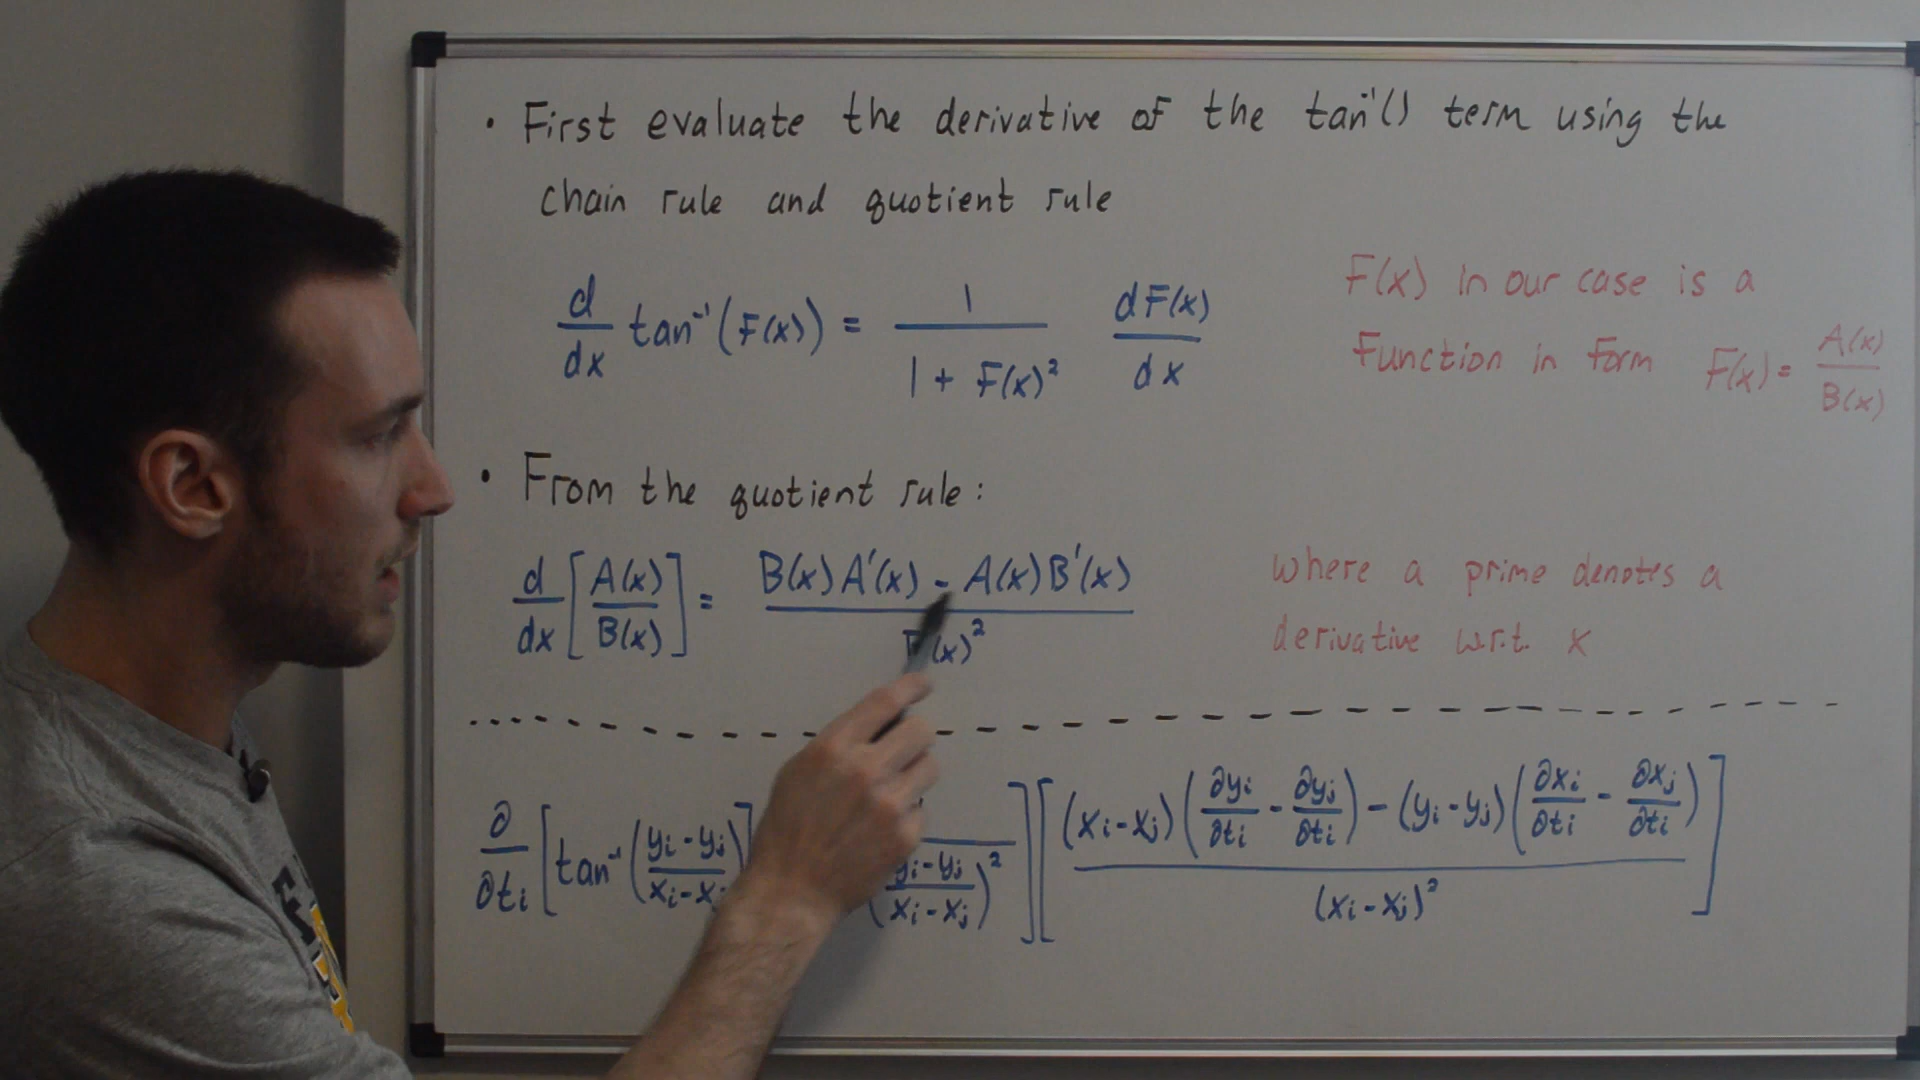 • First evaluate the derivative of the tan⁻¹() term using the
chain rule and quotient rule
d/dx tan⁻¹(F(x)) = 1/(1 + F(x)²) dF(x)/dx
F(x) in our case is a
function in form F(x) = A(x)/B(x)
• From the quotient rule:
d/dx [A(x)/B(x)] = (B(x)A'(x) - A(x)B'(x))/B(x)²
where a prime denotes a
derivative w.r.t. x
∂/∂tᵢ [tan⁻¹((yᵢ-yⱼ)/(xᵢ-xⱼ))] ((yᵢ-yⱼ)/(xᵢ-xⱼ))²] [((xᵢ-xⱼ)(∂yᵢ/∂tᵢ - ∂yⱼ/∂tᵢ) - (yᵢ-yⱼ)(∂xᵢ/∂tᵢ - ∂xⱼ/∂tᵢ))/(xᵢ-xⱼ)²]